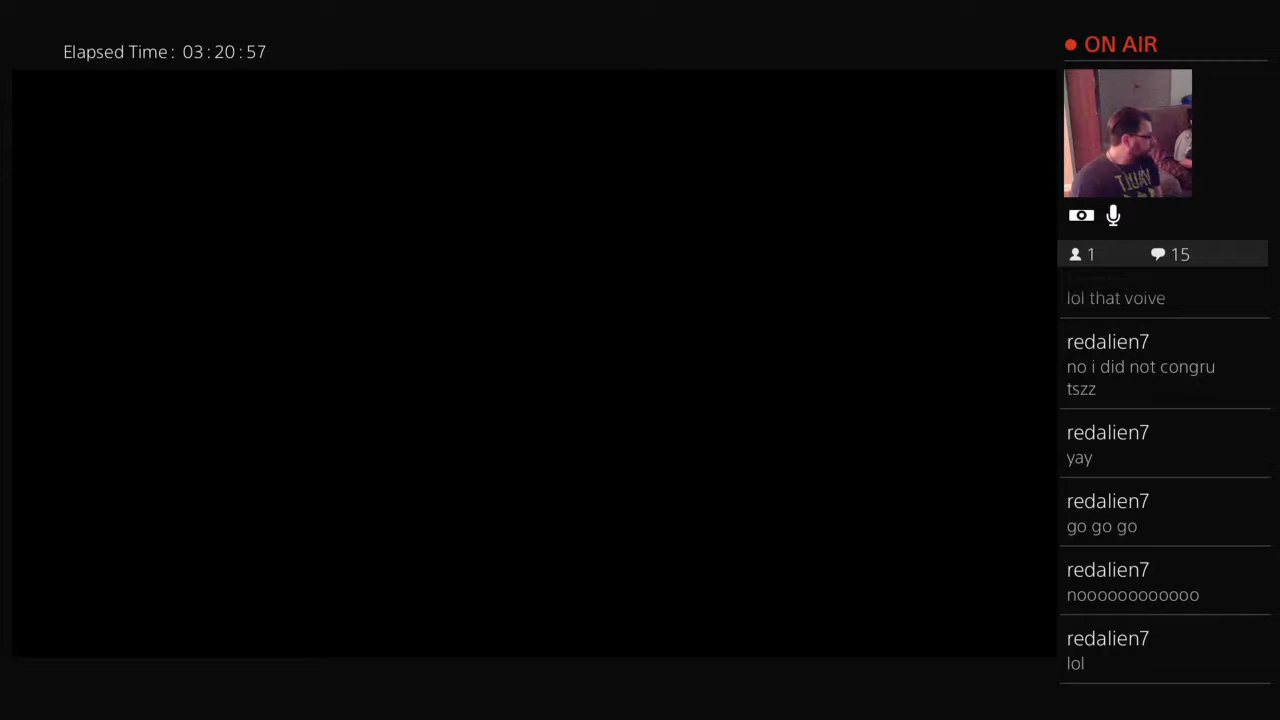 Elapsed Time: 03:20:57
ON AIR
1 15
lol that voive
redalien7
no i did not congru
tszz
redalien7
yay
redalien7
go go go
redalien7
noooooooooooo
redalien7
lol